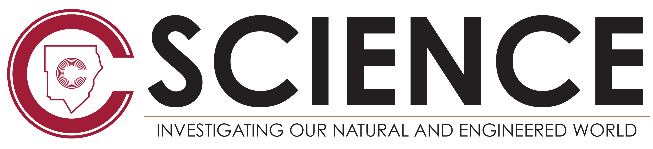 SCIENCE
INVESTIGATING OUR NATURAL AND ENGINEERED WORLD